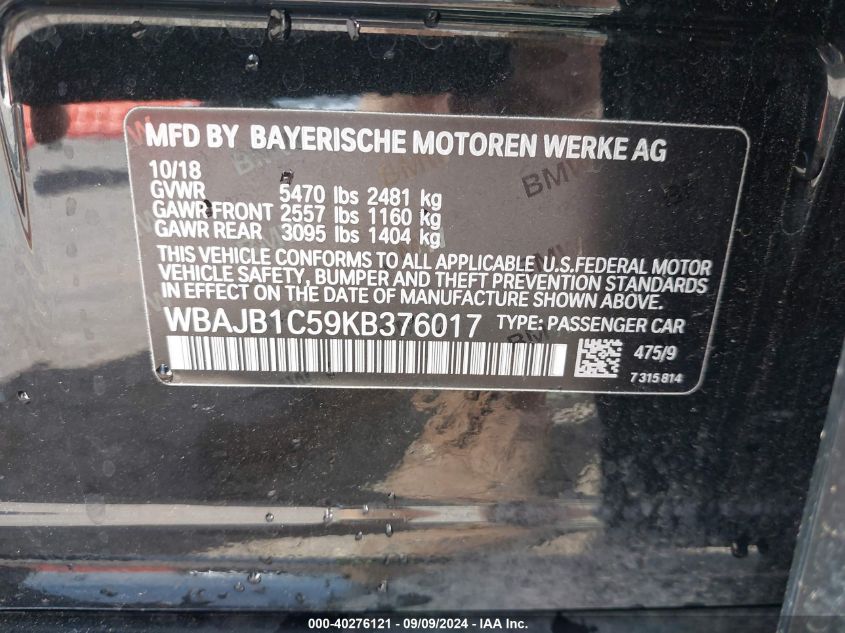 MFD BY BAYERISCHE MOTOREN WERKE AG
10/18
GVWR 5470 lbs 2481 kg
GAWR FRONT 2557 lbs 1160 kg
GAWR REAR 3095 lbs 1404 kg
THIS VEHICLE CONFORMS TO ALL APPLICABLE U.S.FEDERAL MOTOR
VEHICLE SAFETY, BUMPER AND THEFT PREVENTION STANDARDS
IN EFFECT ON THE DATE OF MANUFACTURE SHOWN ABOVE.
WBAJB1C59KB376017 TYPE: PASSENGER CAR
475/9
7 315 814
000-40276121 - 09/09/2024 - IAA Inc.